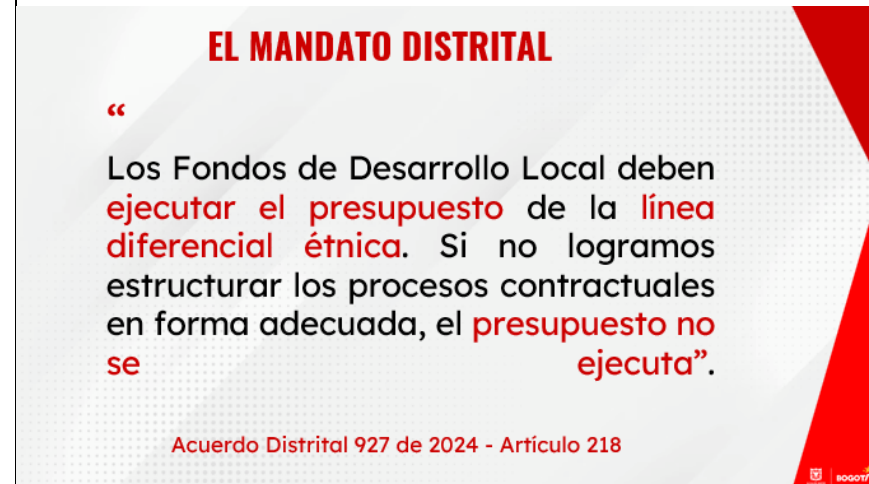 EL MANDATO DISTRITAL
“
Los Fondos de Desarrollo Local deben
ejecutar el presupuesto de la línea
diferencial étnica. Si no logramos
estructurar los procesos contractuales
en forma adecuada, el presupuesto no
se ejecuta”.
Acuerdo Distrital 927 de 2024 - Artículo 218
BOGOTÁ